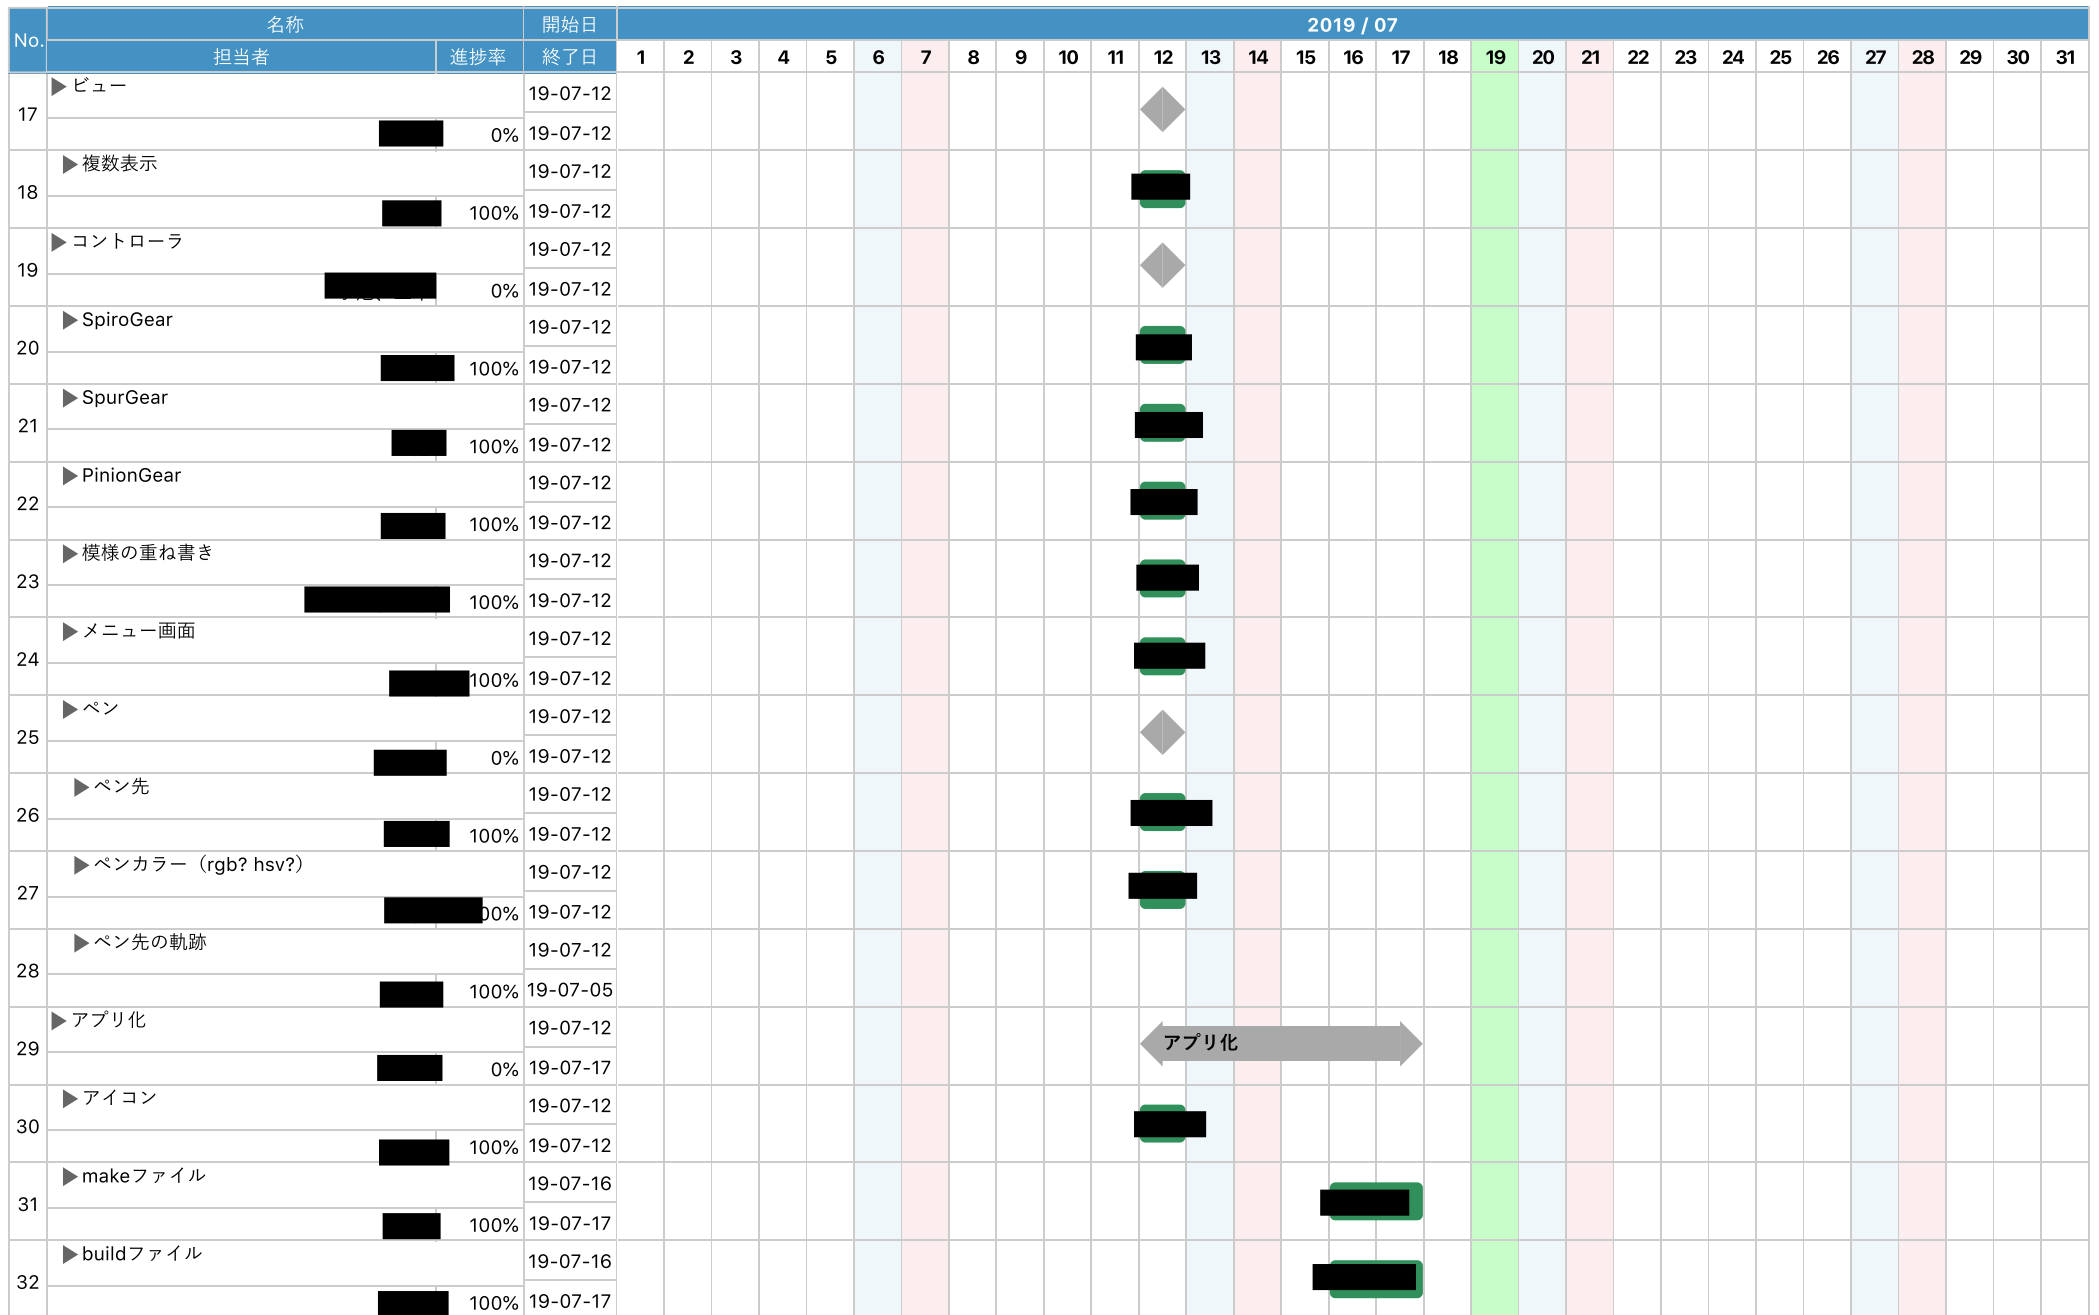 No. 名称 開始日 2019 / 07
担当者 進捗率 終了日 1 2 3 4 5 6 7 8 9 10 11 12 13 14 15 16 17 18 19 20 21 22 23 24 25 26 27 28 29 30 31
17 ビュー 19-07-12
0% 19-07-12
18 複数表示 19-07-12
100% 19-07-12
19 コントローラ 19-07-12
0% 19-07-12
20 SpiroGear 19-07-12
100% 19-07-12
21 SpurGear 19-07-12
100% 19-07-12
22 PinionGear 19-07-12
100% 19-07-12
23 模様の重ね書き 19-07-12
100% 19-07-12
24 メニュー画面 19-07-12
100% 19-07-12
25 ペン 19-07-12
0% 19-07-12
26 ペン先 19-07-12
100% 19-07-12
27 ペンカラー（rgb? hsv?） 19-07-12
00% 19-07-12
28 ペン先の軌跡 19-07-12
100% 19-07-05
29 アプリ化 19-07-12
アプリ化
0% 19-07-17
30 アイコン 19-07-12
100% 19-07-12
31 makeファイル 19-07-16
100% 19-07-17
32 buildファイル 19-07-16
100% 19-07-17